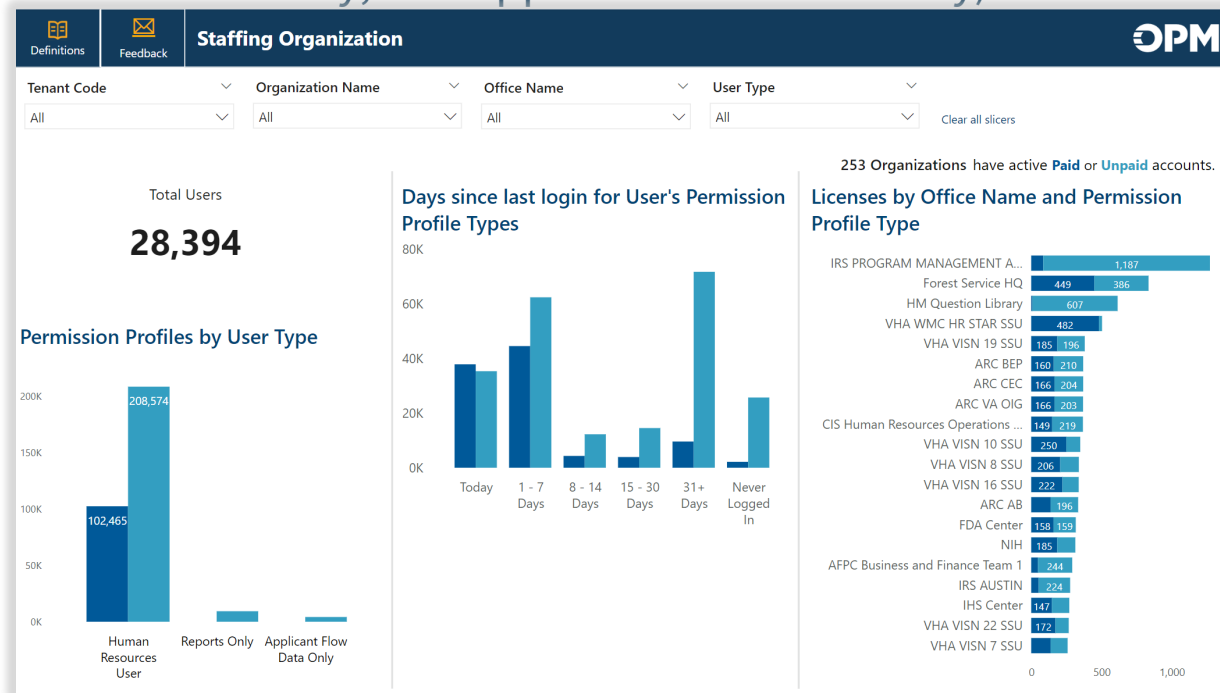 Definitions
Feedback
Staffing Organization
OPM
Tenant Code
All
Organization Name
All
Office Name
All
User Type
All
Clear all slicers
253 Organizations have active Paid or Unpaid accounts.
Total Users
28,394
Permission Profiles by User Type
200K
150K
100K
50K
0K
208,574
102,465
Human
Resources
User
Reports Only
Applicant Flow
Data Only
Days since last login for User's Permission
Profile Types
80K
60K
40K
20K
0K
Today
1 - 7
Days
8 - 14
Days
15 - 30
Days
31+
Days
Never
Logged
In
Licenses by Office Name and Permission
Profile Type
IRS PROGRAM MANAGEMENT A... 1,187
Forest Service HQ 449 386
HM Question Library 607
VHA WMC HR STAR SSU 482
VHA VISN 19 SSU 185 196
ARC BEP 160 210
ARC CEC 166 204
ARC VA OIG 166 203
CIS Human Resources Operations ... 149 219
VHA VISN 10 SSU 250
VHA VISN 8 SSU 206
VHA VISN 16 SSU 222
ARC AB 196
FDA Center 158 159
NIH 185
AFPC Business and Finance Team 1 244
IRS AUSTIN 224
IHS Center 147
VHA VISN 22 SSU 172
VHA VISN 7 SSU
0 500 1,000